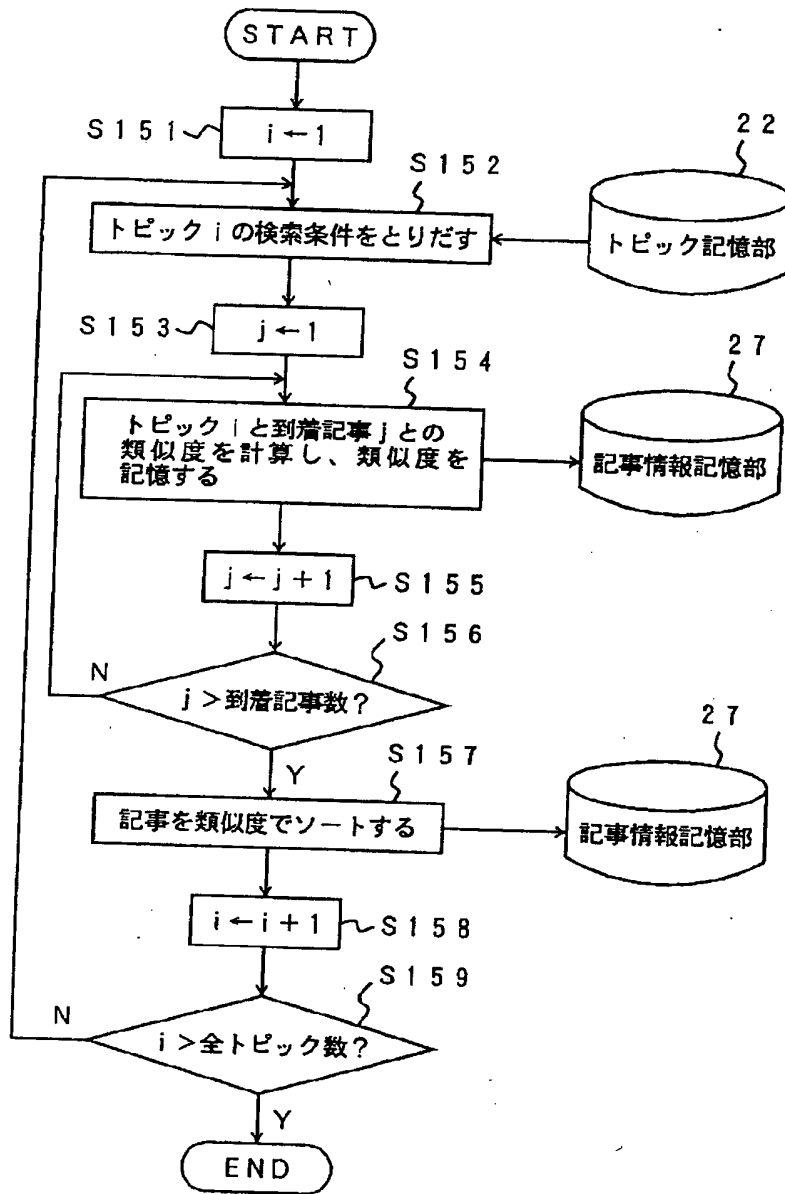 START
S151
i←1
S152
22
トピックiの検索条件をとりだす
トピック記憶部
S153
j←1
S154
27
トピックiと到着記事jとの
類似度を計算し、類似度を
記憶する
記事情報記憶部
j←j+1
S155
S156
N
j>到着記事数?
Y
S157
27
記事を類似度でソートする
記事情報記憶部
i←i+1
S158
S159
N
i>全トピック数?
Y
END